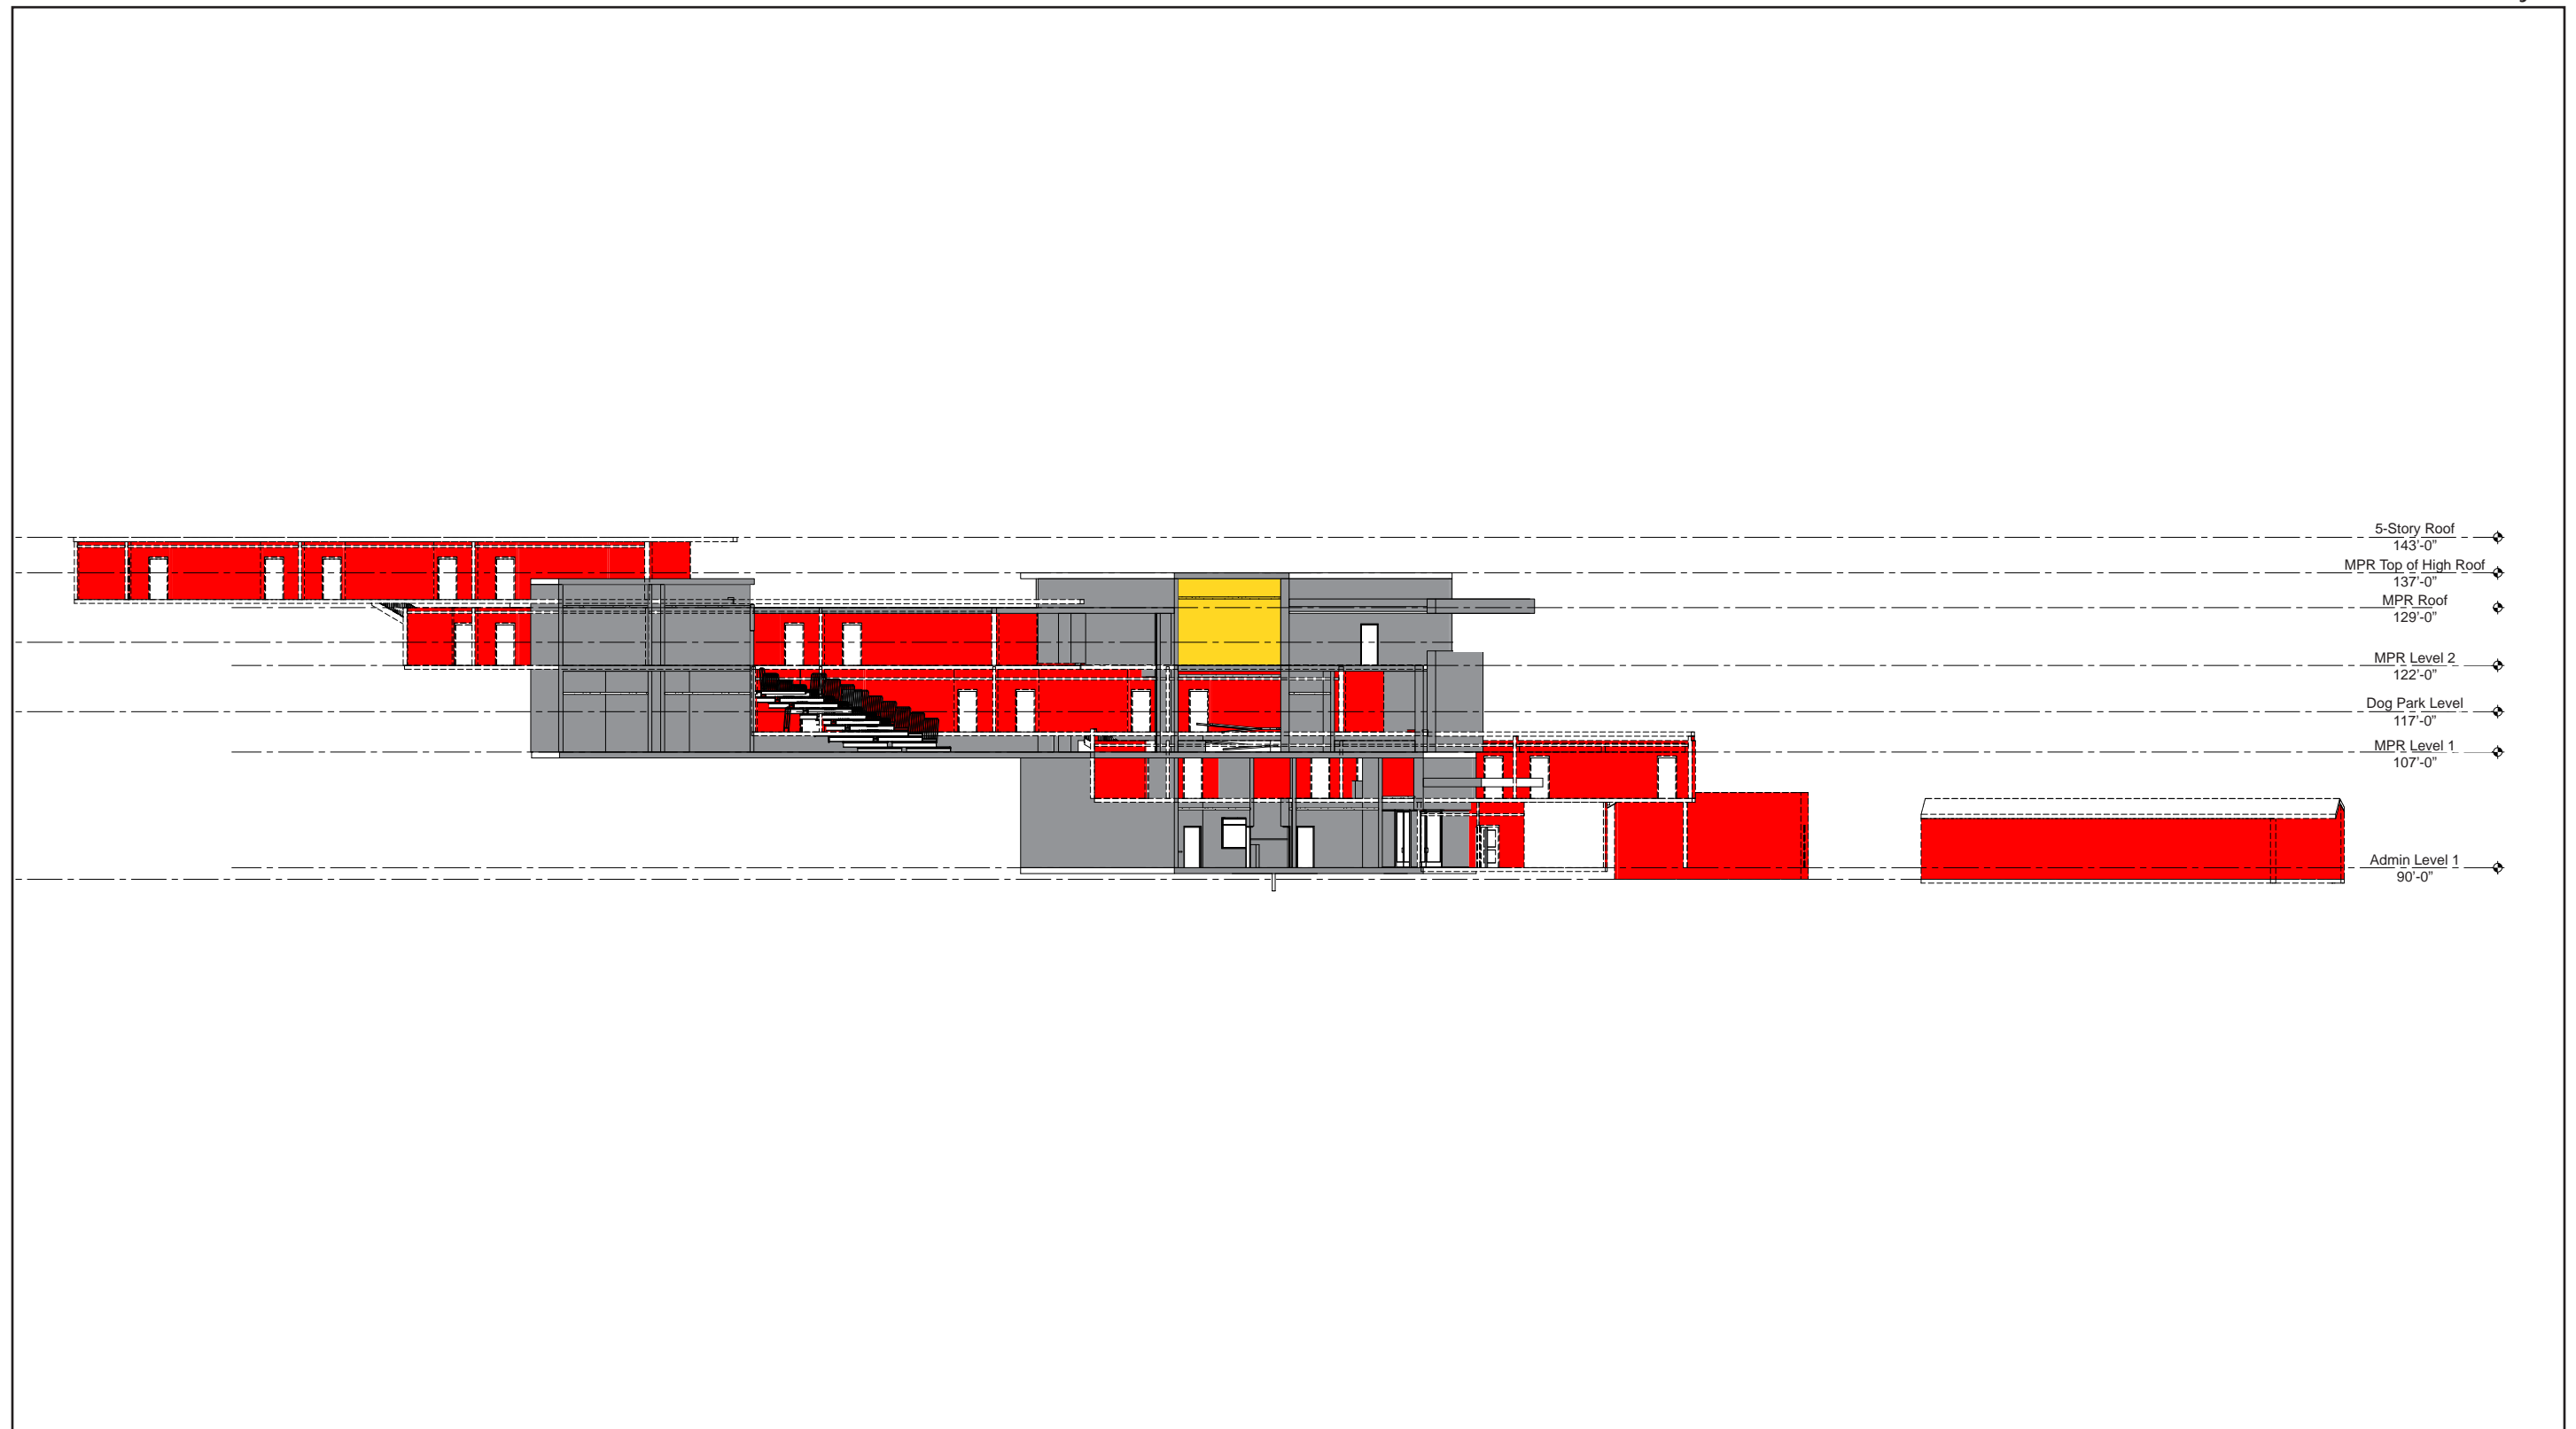 5-Story Roof
143'-0"
MPR Top of High Roof
137'-0"
MPR Roof
129'-0"
MPR Level 2
122'-0"
Dog Park Level
117'-0"
MPR Level 1
107'-0"
Admin Level 1
90'-0"